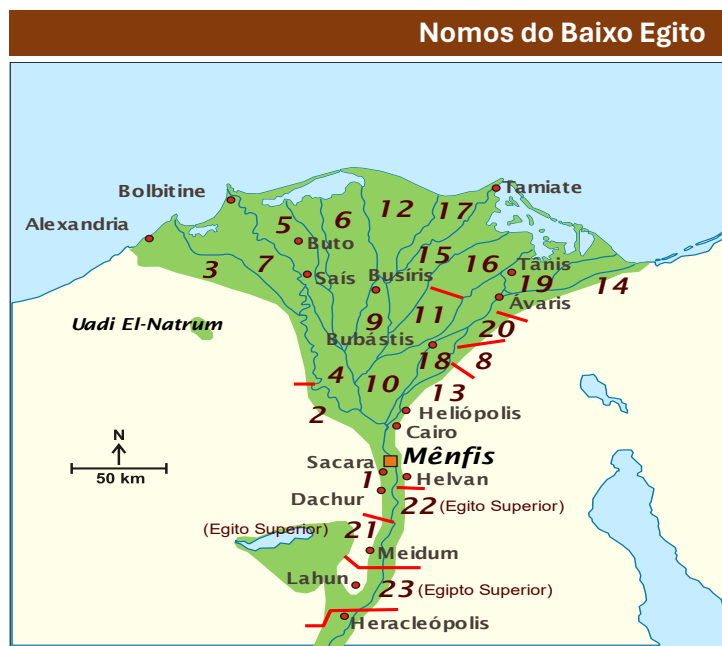 Nomos do Baixo Egito
Tamiate
Bolbitine
12
17
5
6
Alexandria
Buto
15
7
3
16
Tânis
Saís
Busíris
19
14
Ávaris
Uadi El-Natrum
9
11
20
Bubástis
18
8
4
10
13
2
Heliópolis
Cairo
N
Mênfis
Sacara
50 km
1
Helvan
Dachur
22 (Egito Superior)
(Egito Superior) 21
Meidum
Lahun
23 (Egipto Superior)
Heracleópolis